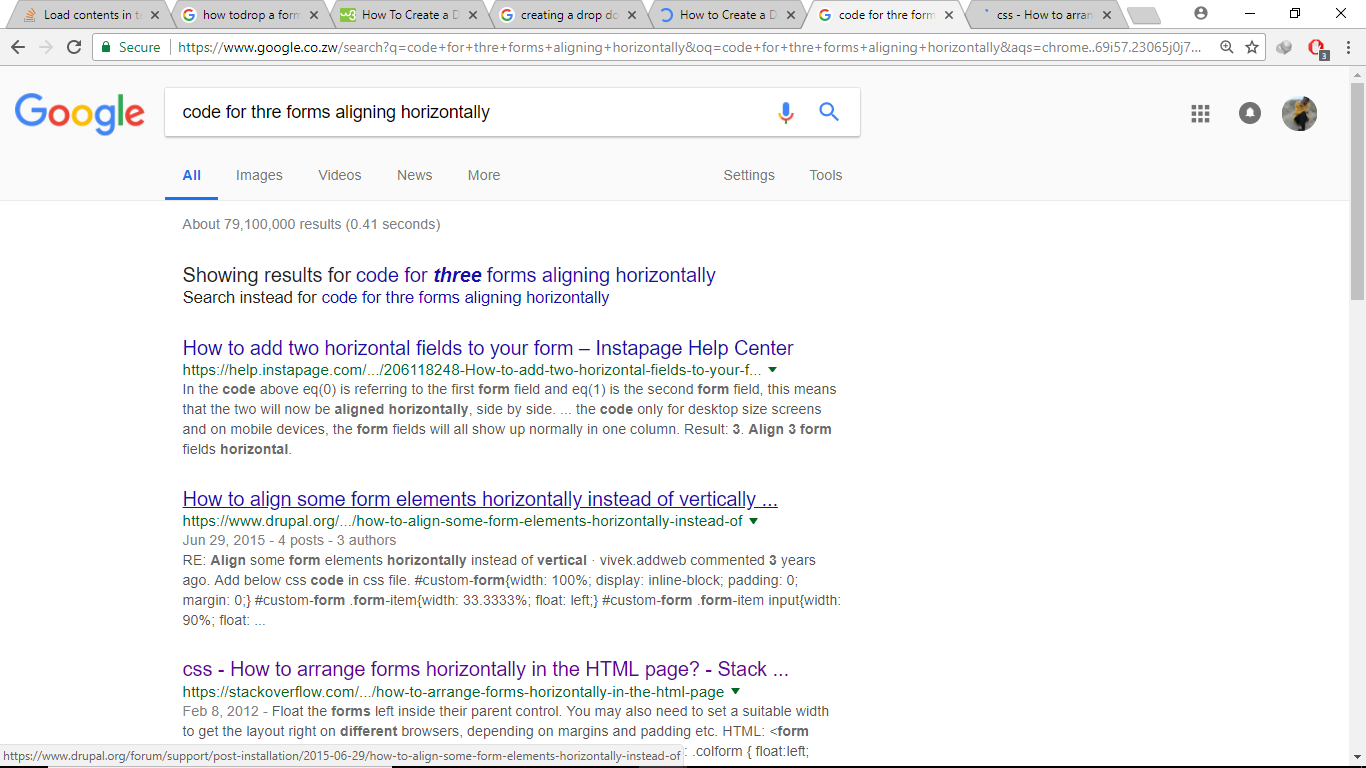 Load contents in t
how todrop a form
How To Create a D
creating a drop do
How to Create a D
code for thre form
css - How to arran
Secure
https://www.google.co.zw/search?q=code+for+thre+forms+aligning+horizontally&oq=code+for+thre+forms+aligning+horizontally&aqs=chrome..69i57.23065j0j7...
3
Google
code for thre forms aligning horizontally
All Images Videos News More Settings Tools
About 79,100,000 results (0.41 seconds)
Showing results for code for three forms aligning horizontally
Search instead for code for thre forms aligning horizontally
How to add two horizontal fields to your form – Instapage Help Center
https://help.instapage.com/.../206118248-How-to-add-two-horizontal-fields-to-your-f...
In the code above eq(0) is referring to the first form field and eq(1) is the second form field, this means
that the two will now be aligned horizontally, side by side. ... the code only for desktop size screens
and on mobile devices, the form fields will all show up normally in one column. Result: 3. Align 3 form
fields horizontal.
How to align some form elements horizontally instead of vertically ...
https://www.drupal.org/.../how-to-align-some-form-elements-horizontally-instead-of
Jun 29, 2015 - 4 posts - 3 authors
RE: Align some form elements horizontally instead of vertical · vivek.addweb commented 3 years
ago. Add below css code in css file. #custom-form{width: 100%; display: inline-block; padding: 0;
margin: 0;} #custom-form .form-item{width: 33.3333%; float: left;} #custom-form .form-item input{width:
90%; float: ...
css - How to arrange forms horizontally in the HTML page? - Stack ...
https://stackoverflow.com/.../how-to-arrange-forms-horizontally-in-the-html-page
Feb 8, 2012 - Float the forms left inside their parent control. You may also need to set a suitable width
to get the layout right on different browsers, depending on margins and padding etc. HTML: <form
: .colform { float:left;
https://www.drupal.org/forum/support/post-installation/2015-06-29/how-to-align-some-form-elements-horizontally-instead-of